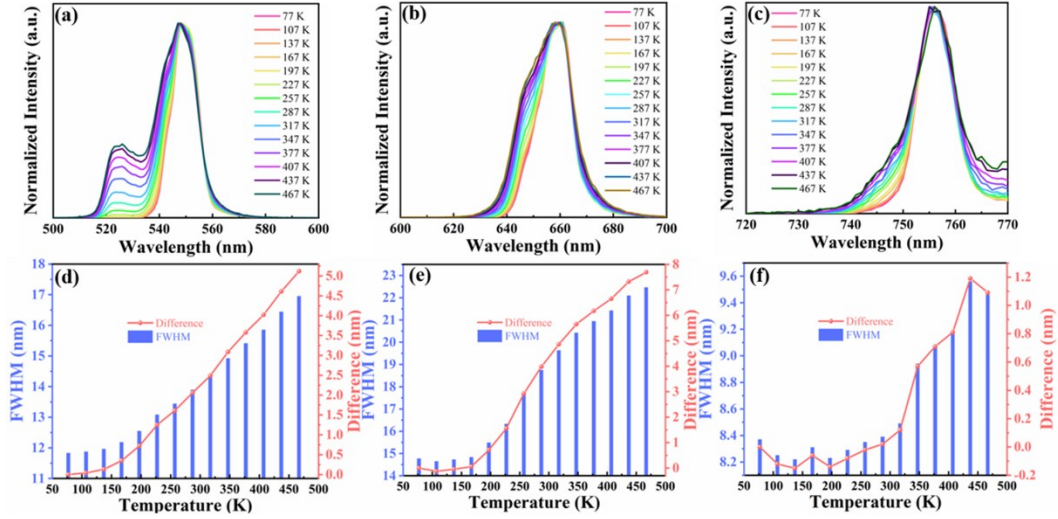 (a)
77 K
107 K
137 K
167 K
197 K
227 K
257 K
287 K
317 K
347 K
377 K
407 K
437 K
467 K
Normalized Intensity (a.u.)
500 520 540 560 580 600
Wavelength (nm)
(b)
77 K
107 K
137 K
167 K
197 K
227 K
257 K
287 K
317 K
347 K
377 K
407 K
437 K
467 K
Normalized Intensity (a.u.)
600 620 640 660 680 700
Wavelength (nm)
(c)
77 K
107 K
137 K
167 K
197 K
227 K
257 K
287 K
317 K
347 K
377 K
407 K
437 K
467 K
Normalized Intensity (a.u.)
720 730 740 750 760 770
Wavelength (nm)
(d)
18
17
16
15
14
13
12
11
FWHM (nm)
Difference
FWHM
5.0
4.5
4.0
3.5
3.0
2.5
2.0
1.5
1.0
0.5
0.0
Difference (nm)
50 100 150 200 250 300 350 400 450 500
Temperature (K)
(e)
23
22
21
20
19
18
17
16
15
14
FWHM (nm)
Difference
FWHM
8
7
6
5
4
3
2
1
0
Difference (nm)
50 100 150 200 250 300 350 400 450 500
Temperature (K)
(f)
9.6
9.4
9.2
9.0
8.8
8.6
8.4
8.2
FWHM (nm)
Difference
FWHM
1.2
1.0
0.8
0.6
0.4
0.2
0.0
-0.2
Difference (nm)
50 100 150 200 250 300 350 400 450 500
Temperature (K)